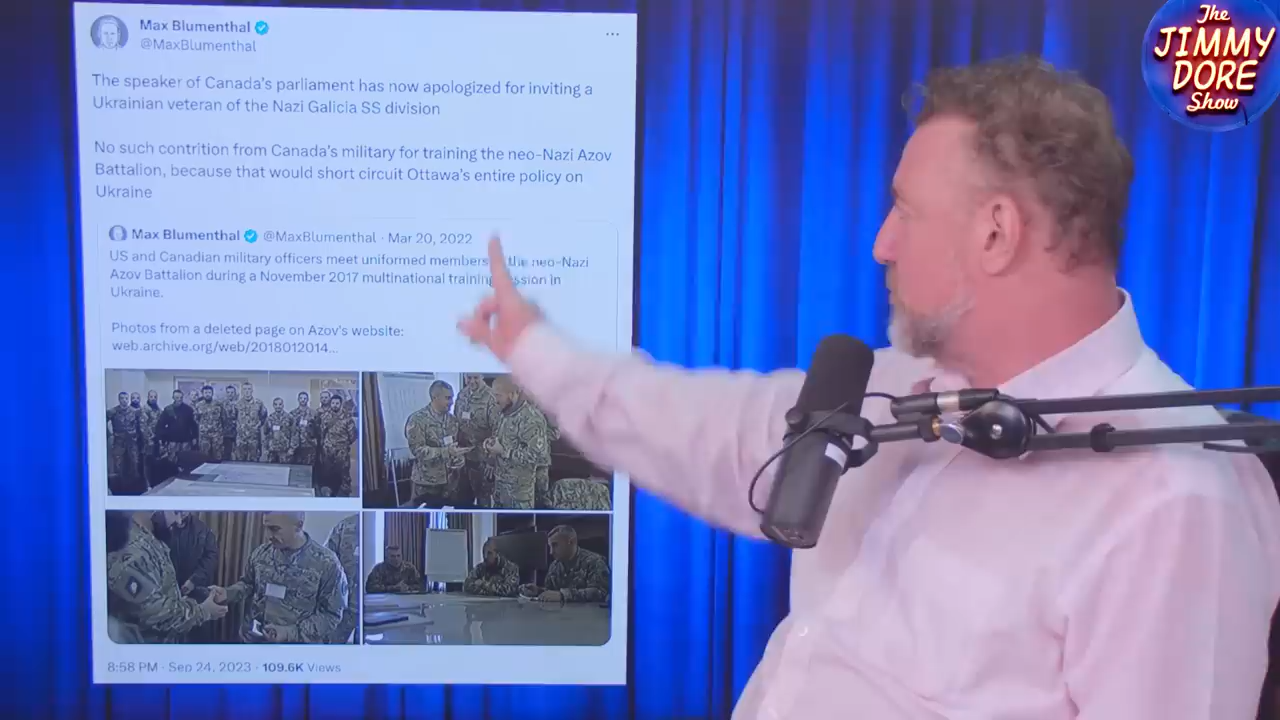 The
JIMMY
DORE
Show
Max Blumenthal
@MaxBlumenthal
The speaker of Canada's parliament has now apologized for inviting a
Ukrainian veteran of the Nazi Galicia SS division
No such contrition from Canada's military for training the neo-Nazi Azov
Battalion, because that would short circuit Ottawa's entire policy on
Ukraine
Max Blumenthal @MaxBlumenthal · Mar 20, 2022
US and Canadian military officers meet uniformed members the neo-Nazi
Azov Battalion during a November 2017 multinational training in
Ukraine.
Photos from a deleted page on Azov's website:
web.archive.org/web/2018012014...
8:58 PM · Sep 24, 2023 · 109.6K Views